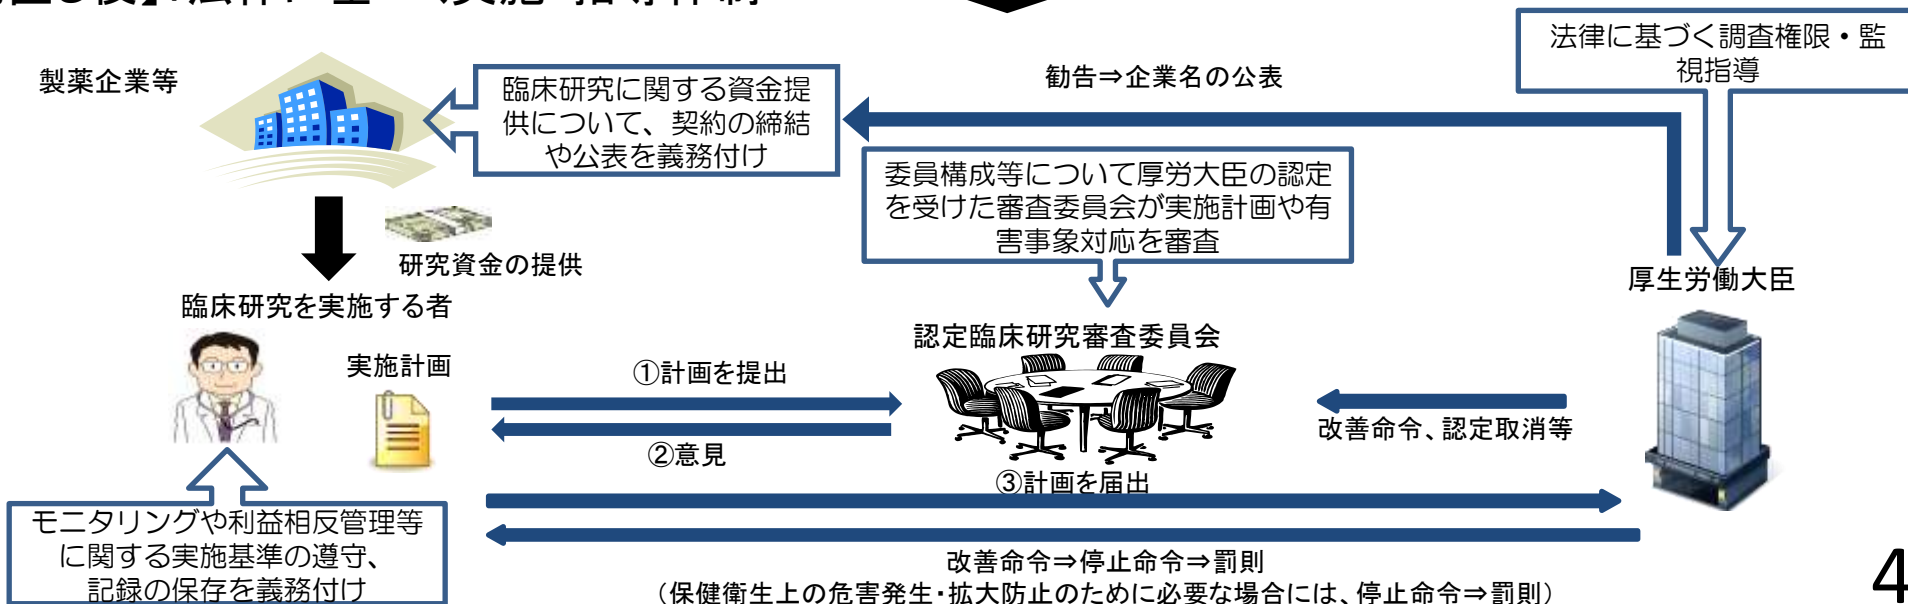 法律に基づく調査権限・監
視指導
製薬企業等
臨床研究に関する資金提
供について、契約の締結
や公表を義務付け
勧告⇒企業名の公表
委員構成等について厚労大臣の認定
を受けた審査委員会が実施計画や有
害事象対応を審査
研究資金の提供
厚生労働大臣
臨床研究を実施する者
認定臨床研究審査委員会
実施計画
①計画を提出
②意見
改善命令、認定取消等
③計画を届出
モニタリングや利益相反管理等
に関する実施基準の遵守、
記録の保存を義務付け
改善命令⇒停止命令⇒罰則
（保健衛生上の危害発生・拡大防止のために必要な場合には、停止命令⇒罰則）
4